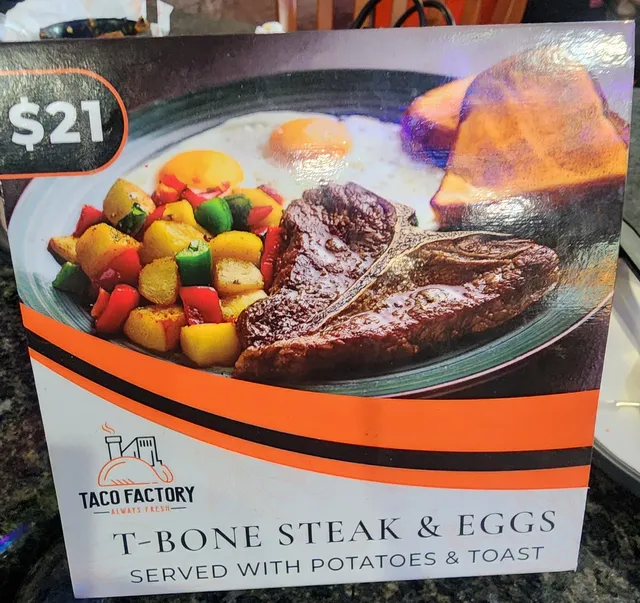 $21
TACO FACTORY
ALWAYS FRESH
T-BONE STEAK & EGGS
SERVED WITH POTATOES & TOAST